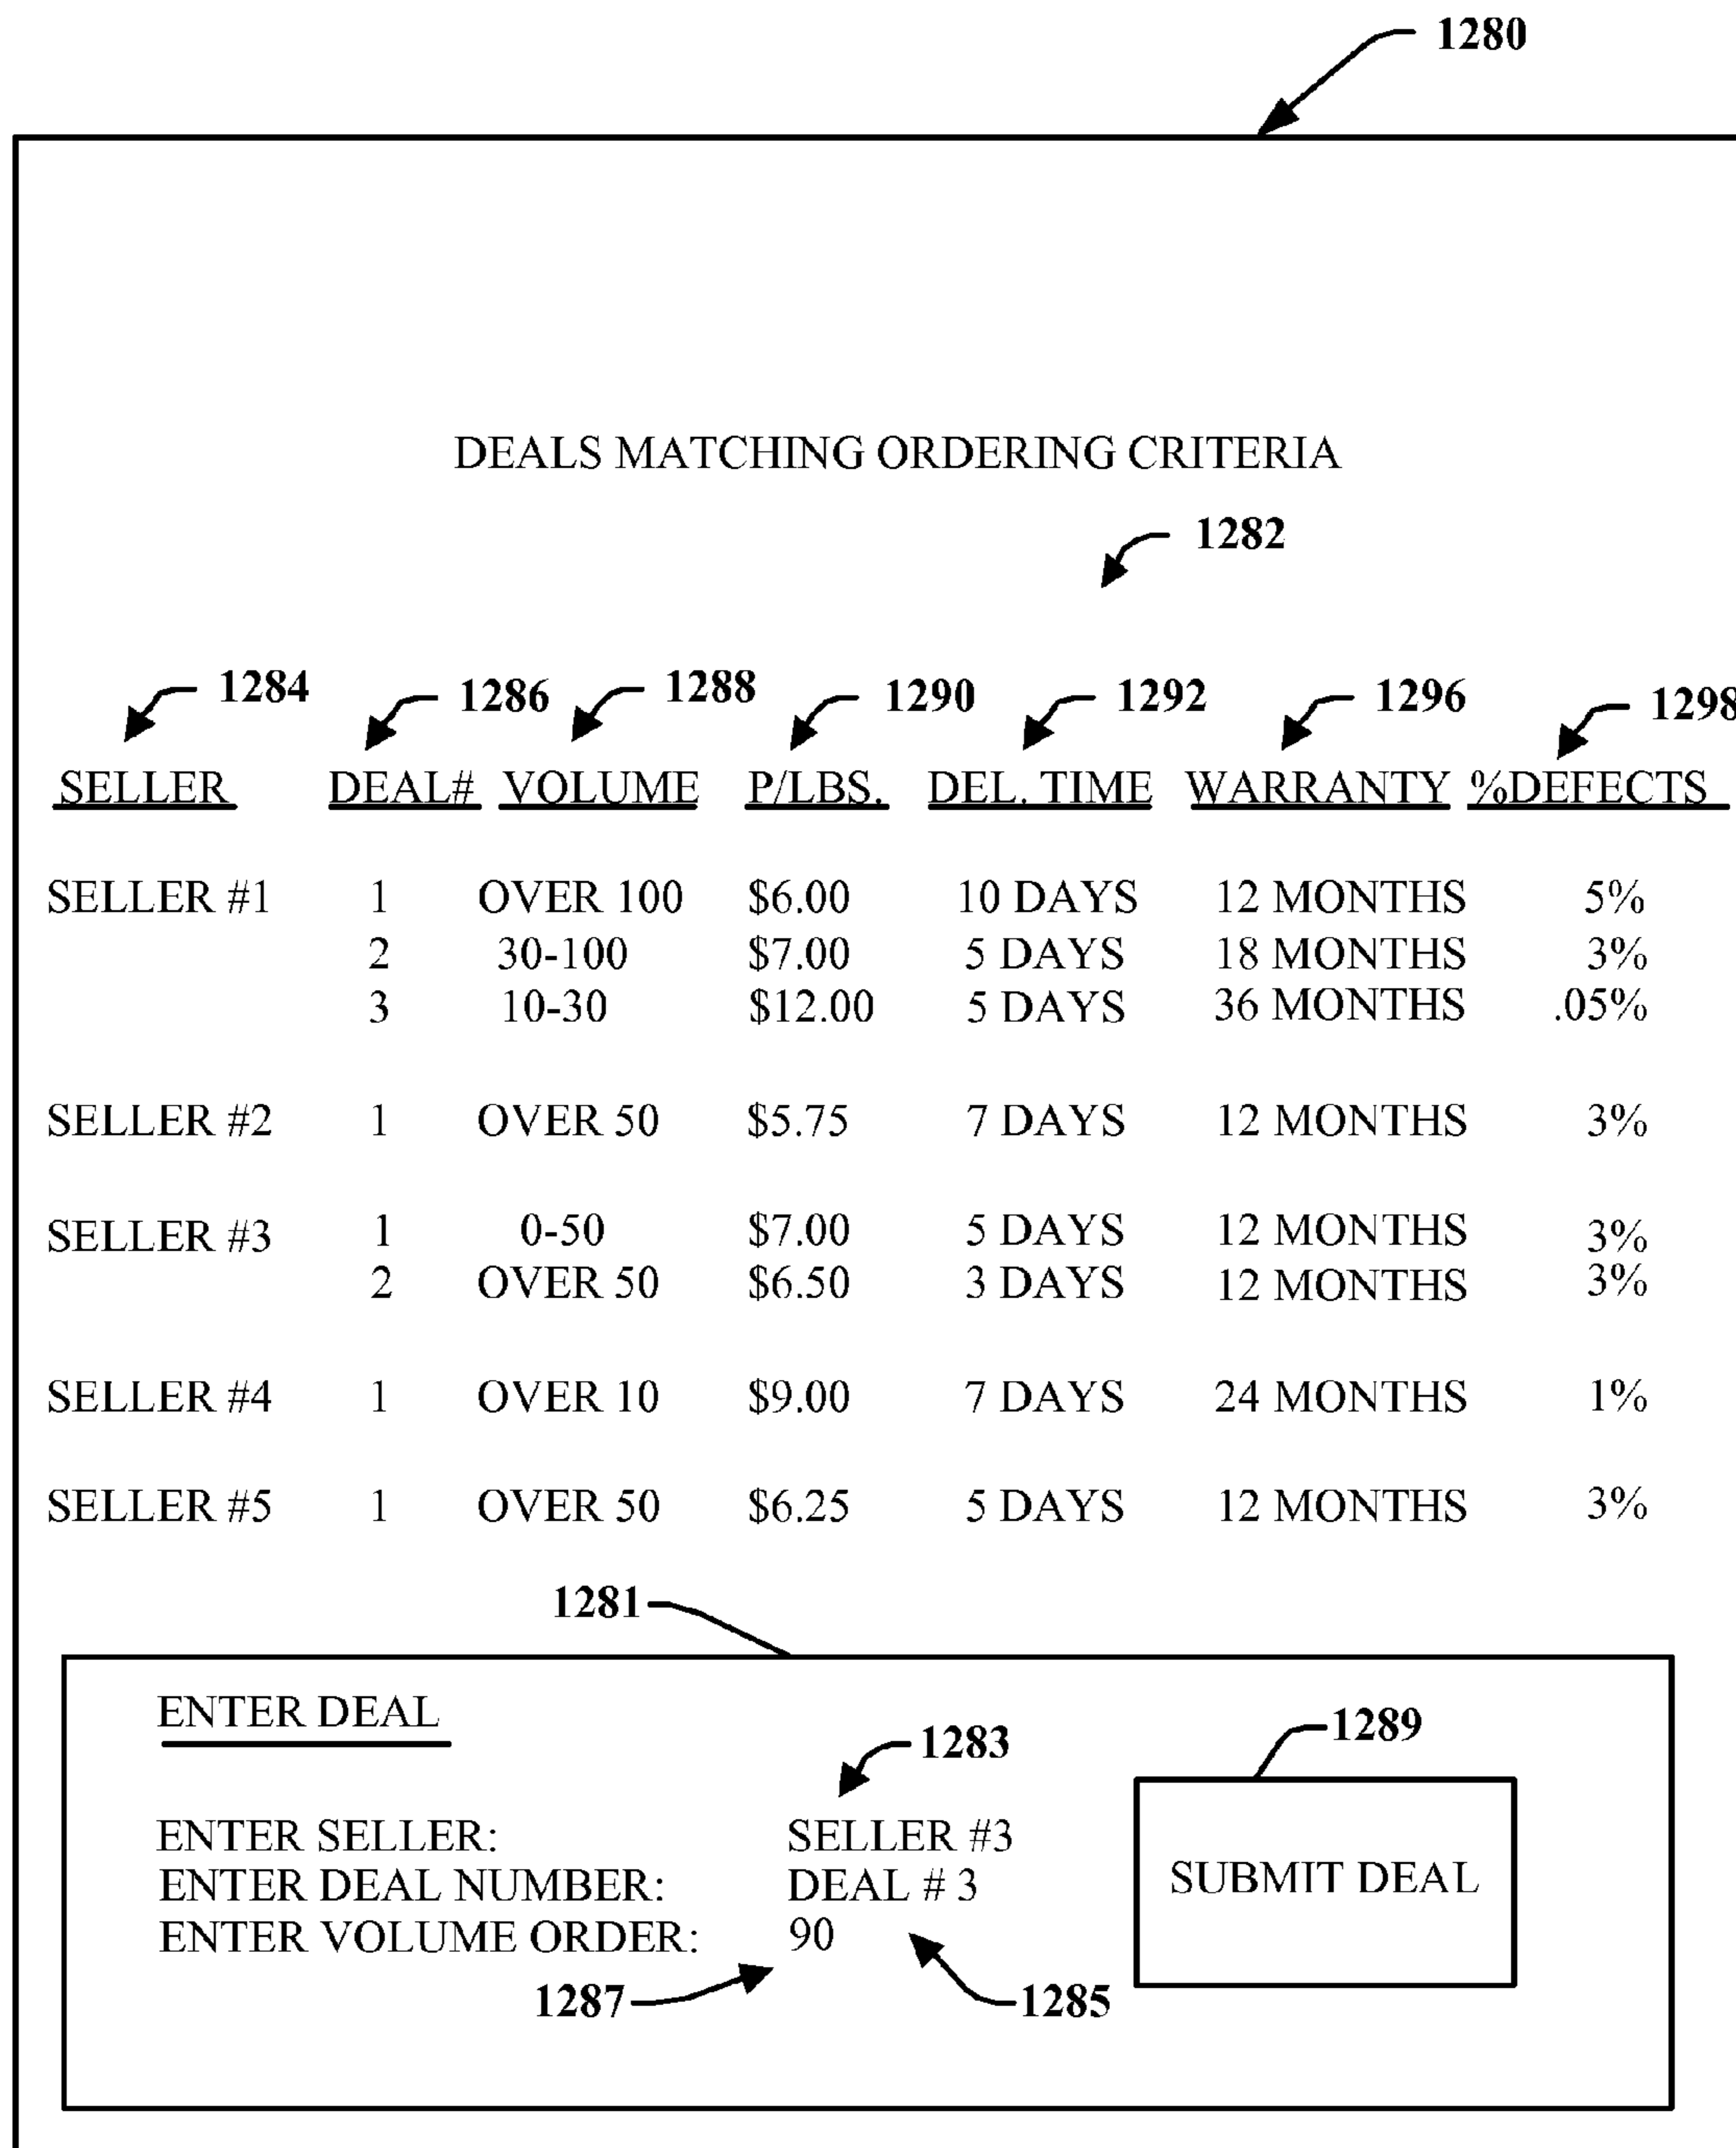 1280
DEALS MATCHING ORDERING CRITERIA
1282
1284 1286 1288 1290 1292 1296 1298
SELLER DEAL# VOLUME P/LBS. DEL. TIME WARRANTY %DEFECTS
SELLER #1 1 OVER 100 $6.00 10 DAYS 12 MONTHS 5%
2 30-100 $7.00 5 DAYS 18 MONTHS 3%
3 10-30 $12.00 5 DAYS 36 MONTHS .05%
SELLER #2 1 OVER 50 $5.75 7 DAYS 12 MONTHS 3%
SELLER #3 1 0-50 $7.00 5 DAYS 12 MONTHS 3%
2 OVER 50 $6.50 3 DAYS 12 MONTHS 3%
SELLER #4 1 OVER 10 $9.00 7 DAYS 24 MONTHS 1%
SELLER #5 1 OVER 50 $6.25 5 DAYS 12 MONTHS 3%
1281
ENTER DEAL
1283
1289
ENTER SELLER: SELLER #3
ENTER DEAL NUMBER: DEAL # 3
SUBMIT DEAL
ENTER VOLUME ORDER: 90
1287 1285